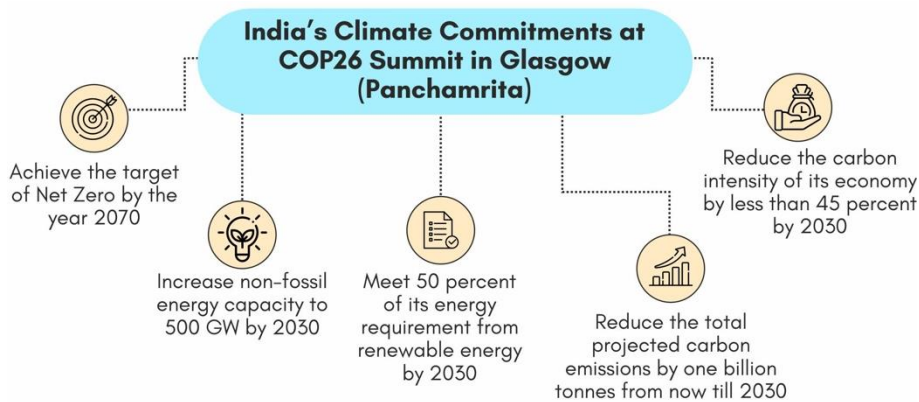 India's Climate Commitments at
COP26 Summit in Glasgow
(Panchamrita)
Achieve the target
of Net Zero by the
year 2070
Increase non-fossil
energy capacity to
500 GW by 2030
Meet 50 percent
of its energy
requirement from
renewable energy
by 2030
Reduce the total
projected carbon
emissions by one billion
tonnes from now till 2030
Reduce the carbon
intensity of its economy
by less than 45 percent
by 2030